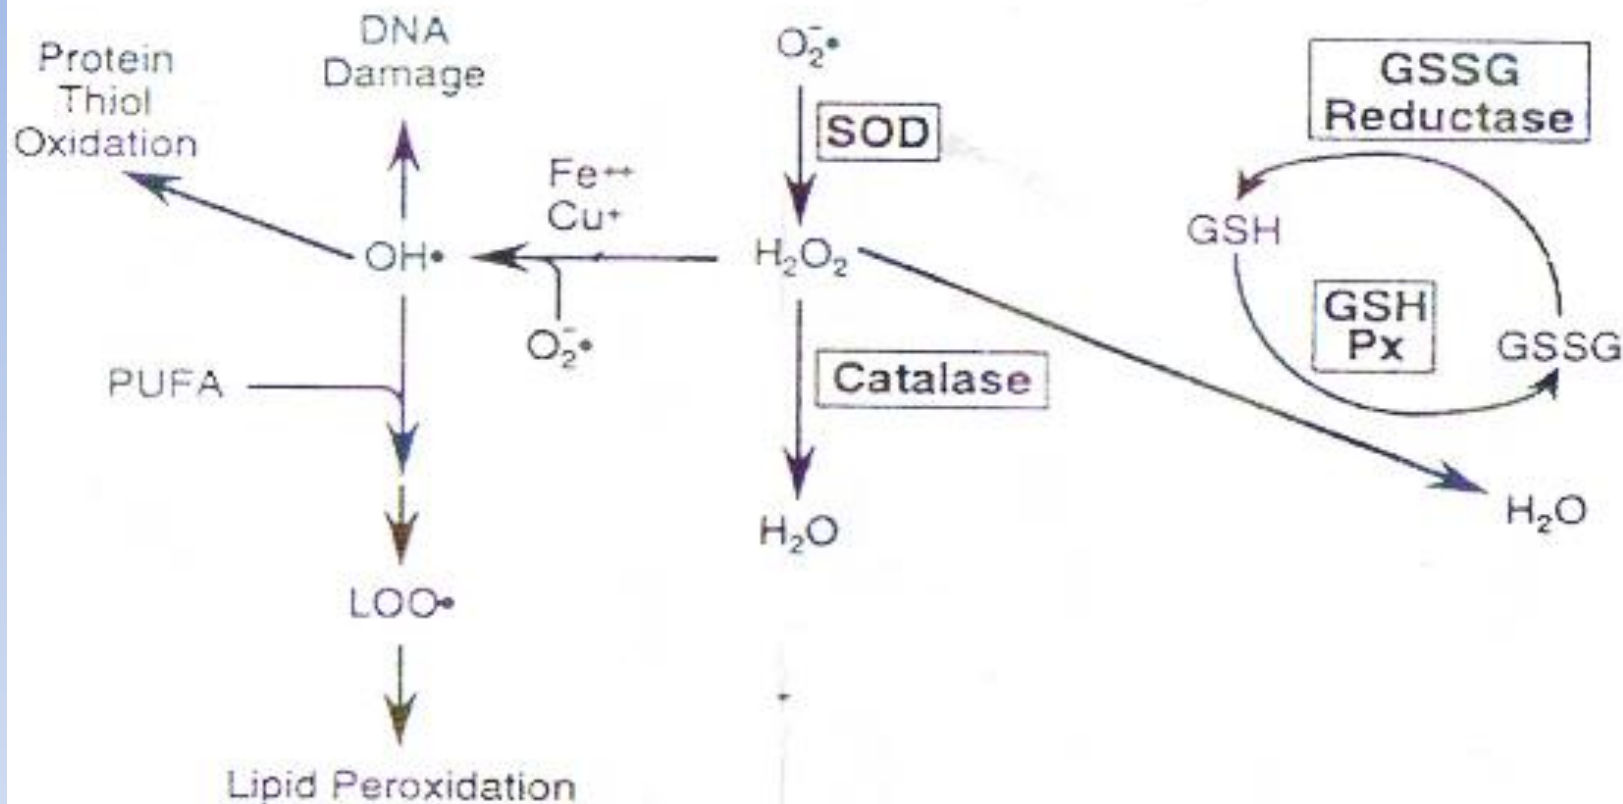 Protein
Thiol
Oxidation
DNA
Damage
O₂⁻•
SOD
GSSG
Reductase
Fe⁺⁺
Cu⁺
OH•
H₂O₂
GSH
O₂⁻•
GSH
Px
GSSG
PUFA
Catalase
H₂O
H₂O
LOO•
Lipid Peroxidation